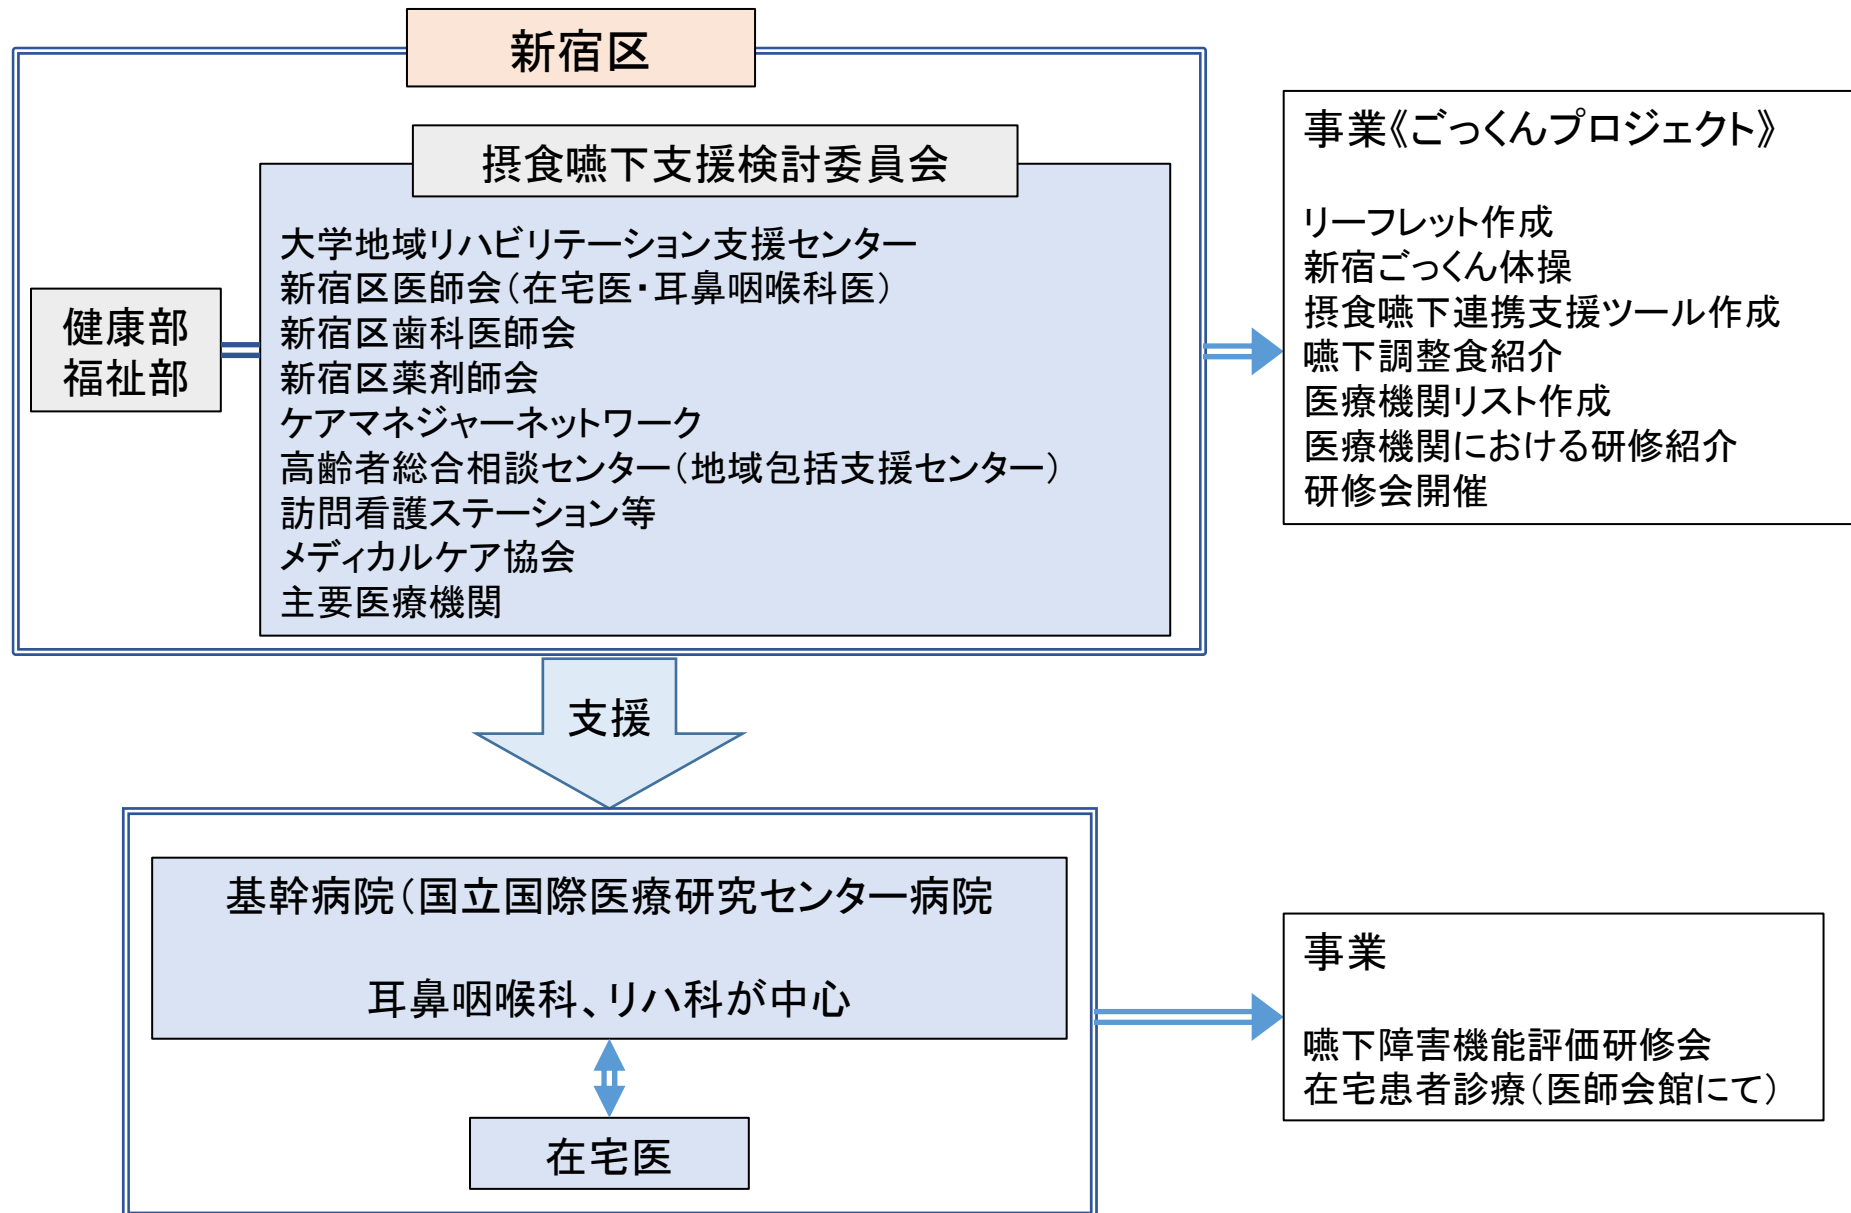 新宿区
摂食嚥下支援検討委員会
健康部
福祉部
大学地域リハビリテーション支援センター
新宿区医師会（在宅医・耳鼻咽喉科医）
新宿区歯科医師会
新宿区薬剤師会
ケアマネジャーネットワーク
高齢者総合相談センター（地域包括支援センター）
訪問看護ステーション等
メディカルケア協会
主要医療機関
事業《ごっくんプロジェクト》
リーフレット作成
新宿ごっくん体操
摂食嚥下連携支援ツール作成
嚥下調整食紹介
医療機関リスト作成
医療機関における研修紹介
研修会開催
支援
基幹病院（国立国際医療研究センター病院
耳鼻咽喉科、リハ科が中心
在宅医
事業
嚥下障害機能評価研修会
在宅患者診療（医師会館にて）